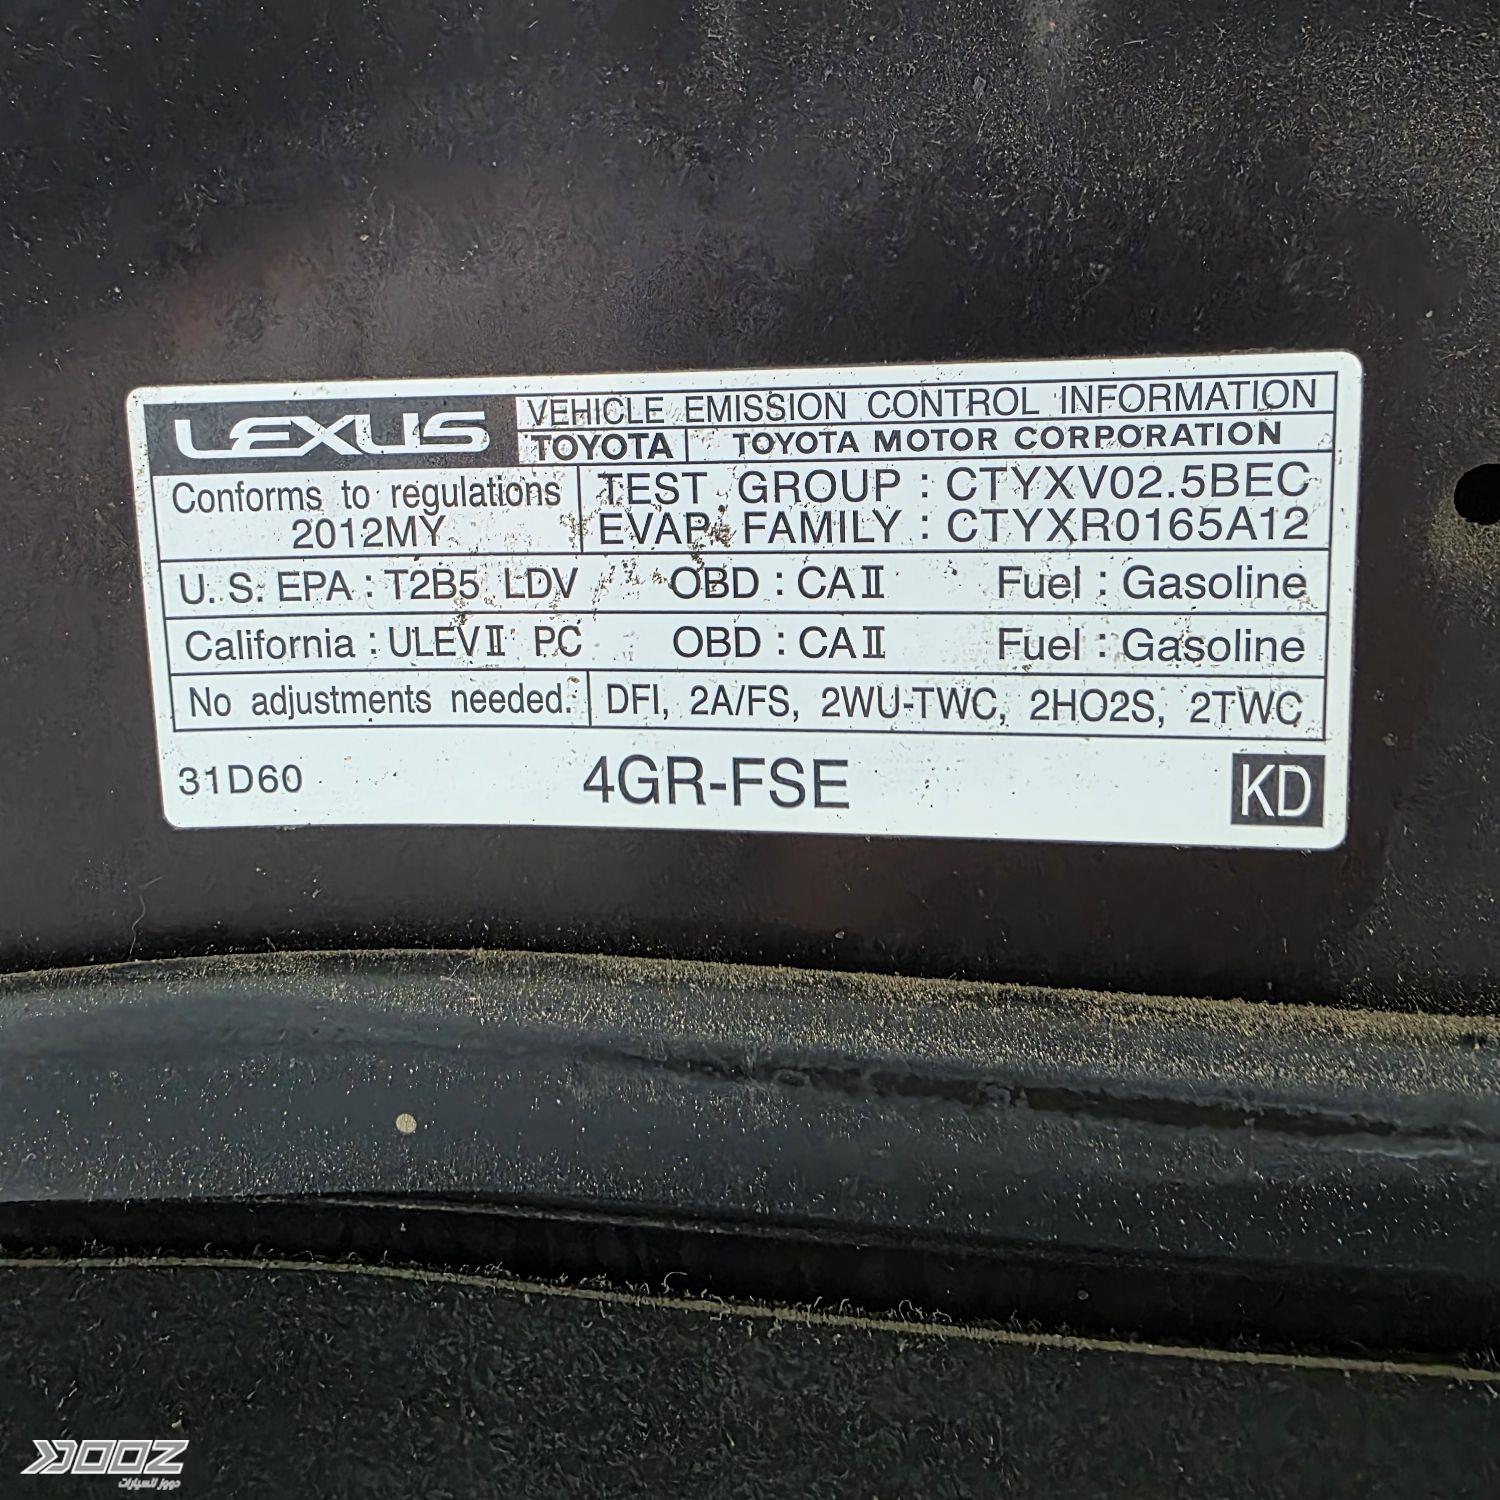 LEXUS
VEHICLE EMISSION CONTROL INFORMATION
TOYOTA TOYOTA MOTOR CORPORATION
Conforms to regulations
2012MY
TEST GROUP : CTYXV02.5BEC
EVAP. FAMILY : CTYXR0165A12
U. S. EPA : T2B5 LDV OBD : CAⅡ Fuel : Gasoline
California : ULEVⅡ PC OBD : CAⅡ Fuel : Gasoline
No adjustments needed. DFI, 2A/FS, 2WU-TWC, 2HO2S, 2TWC
31D60 4GR-FSE KD
DOOZ
دووز للسيارات